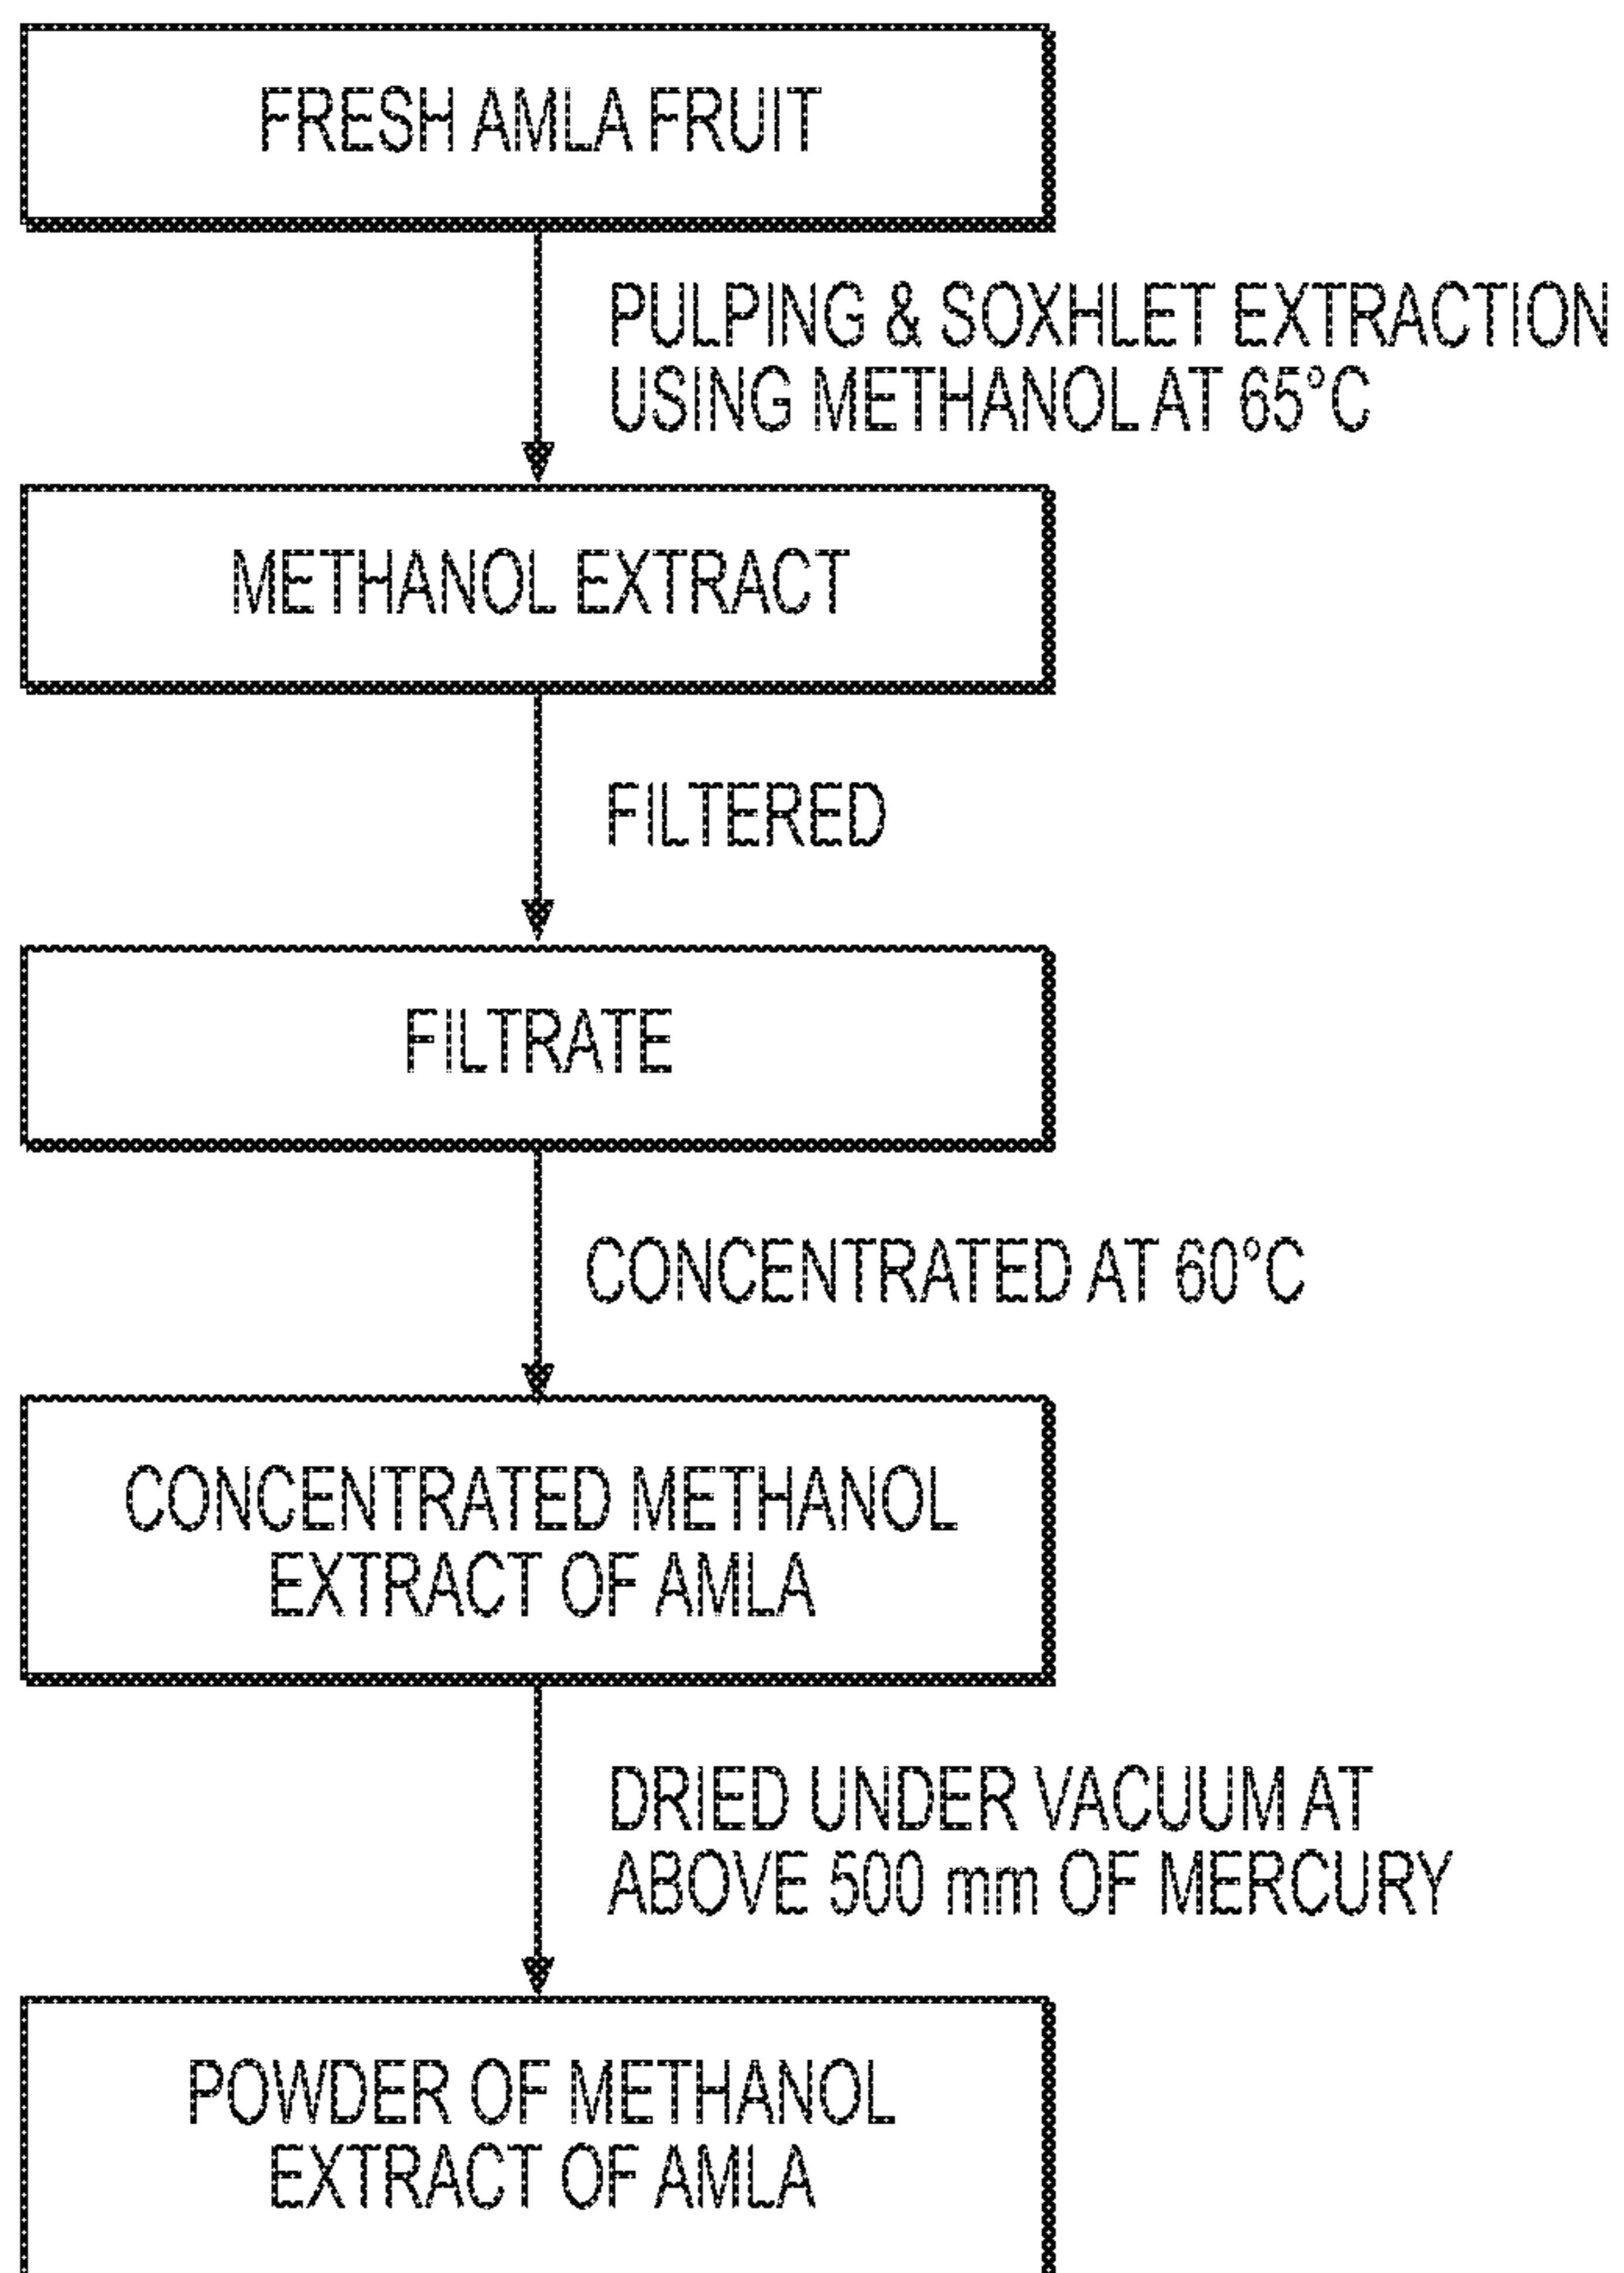 FRESH AMLA FRUIT
PULPING & SOXHLET EXTRACTION
USING METHANOL AT 65°C
METHANOL EXTRACT
FILTERED
FILTRATE
CONCENTRATED AT 60°C
CONCENTRATED METHANOL
EXTRACT OF AMLA
DRIED UNDER VACUUM AT
ABOVE 500 mm OF MERCURY
POWDER OF METHANOL
EXTRACT OF AMLA